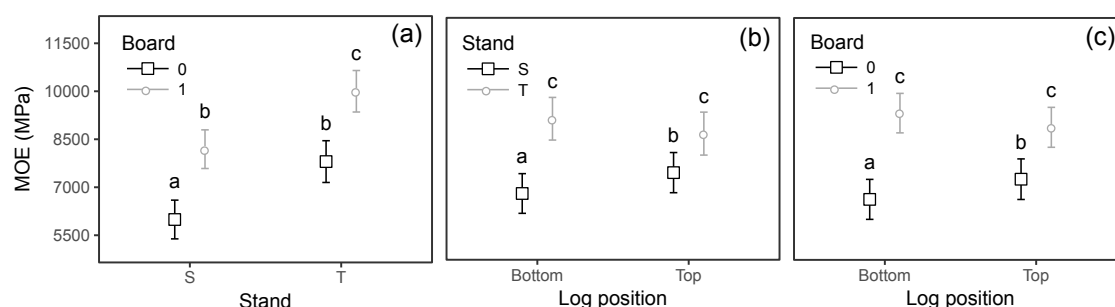 (a)
Board
0
1
a
b
b
c
MOE (MPa)
11500
10000
8500
7000
5500
S
T
Stand
(b)
Stand
S
T
a
c
b
c
Bottom
Top
Log position
(c)
Board
0
1
a
c
b
c
Bottom
Top
Log position